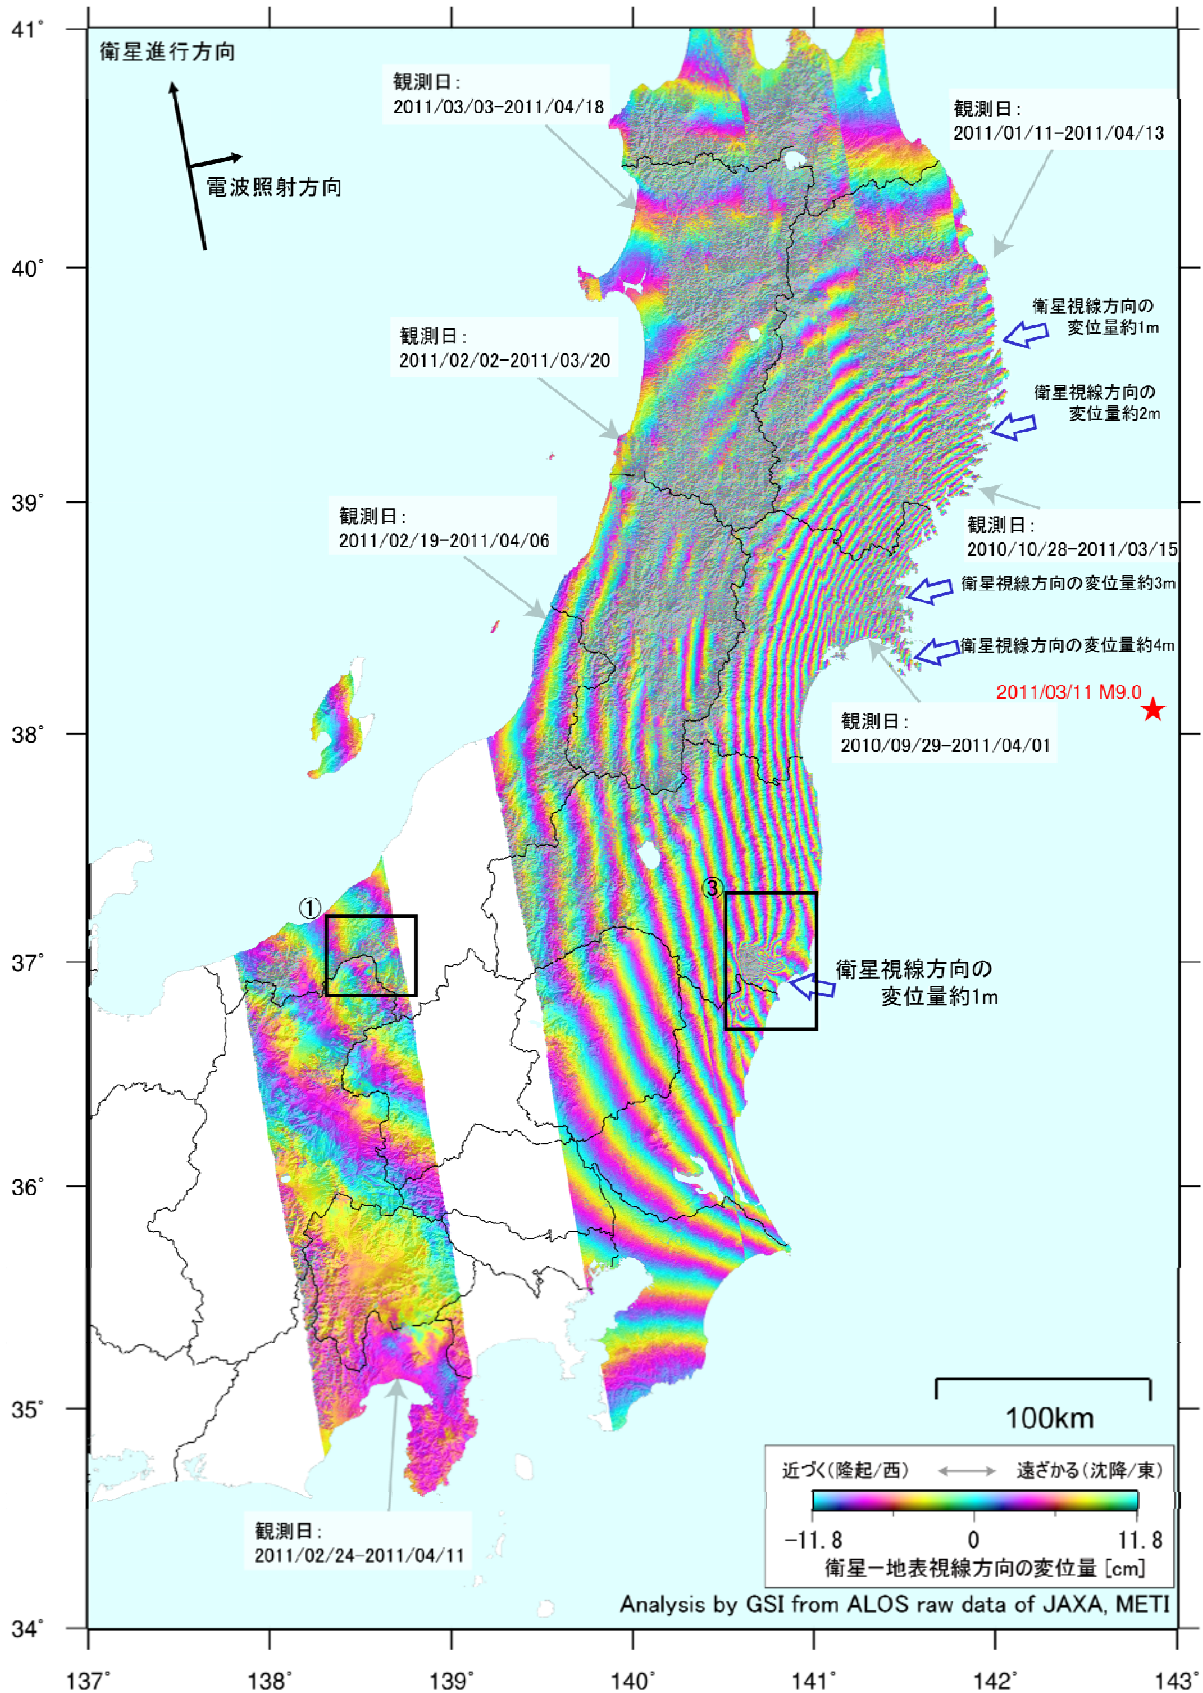 41°
衛星進行方向
電波照射方向
観測日：
2011/03/03−2011/04/18
観測日：
2011/01/11−2011/04/13
40°
衛星視線方向の
変位量約1m
観測日：
2011/02/02−2011/03/20
衛星視線方向の
変位量約2m
39°
観測日：
2011/02/19−2011/04/06
観測日：
2010/10/28−2011/03/15
衛星視線方向の変位量約3m
衛星視線方向の変位量約4m
2011/03/11 M9.0
観測日：
2010/09/29−2011/04/01
38°
①
③
37°
衛星視線方向の
変位量約1m
36°
35°
100km
近づく(隆起/西)
遠ざかる(沈降/東)
−11.8
0
11.8
衛星−地表視線方向の変位量 [cm]
観測日：
2011/02/24−2011/04/11
Analysis by GSI from ALOS raw data of JAXA, METI
34°
137°
138°
139°
140°
141°
142°
143°